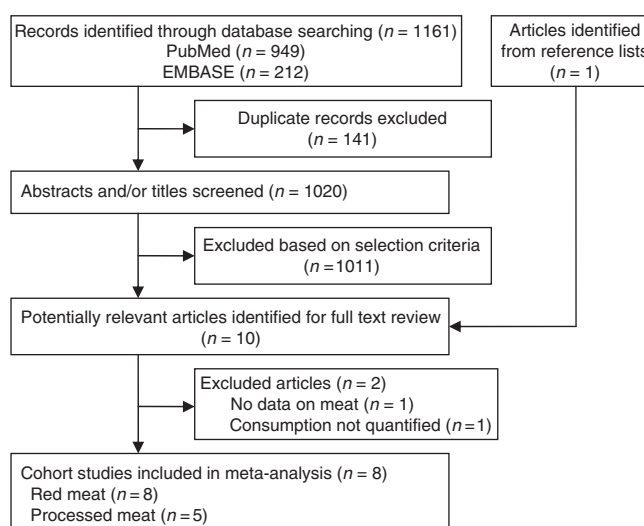 Records identified through database searching (n = 1161)
PubMed (n = 949)
EMBASE (n = 212)
Articles identified
from reference lists
(n = 1)
Duplicate records excluded
(n = 141)
Abstracts and/or titles screened (n = 1020)
Excluded based on selection criteria
(n =1011)
Potentially relevant articles identified for full text review
(n = 10)
Excluded articles (n = 2)
No data on meat (n = 1)
Consumption not quantified (n =1)
Cohort studies included in meta-analysis (n = 8)
Red meat (n = 8)
Processed meat (n = 5)